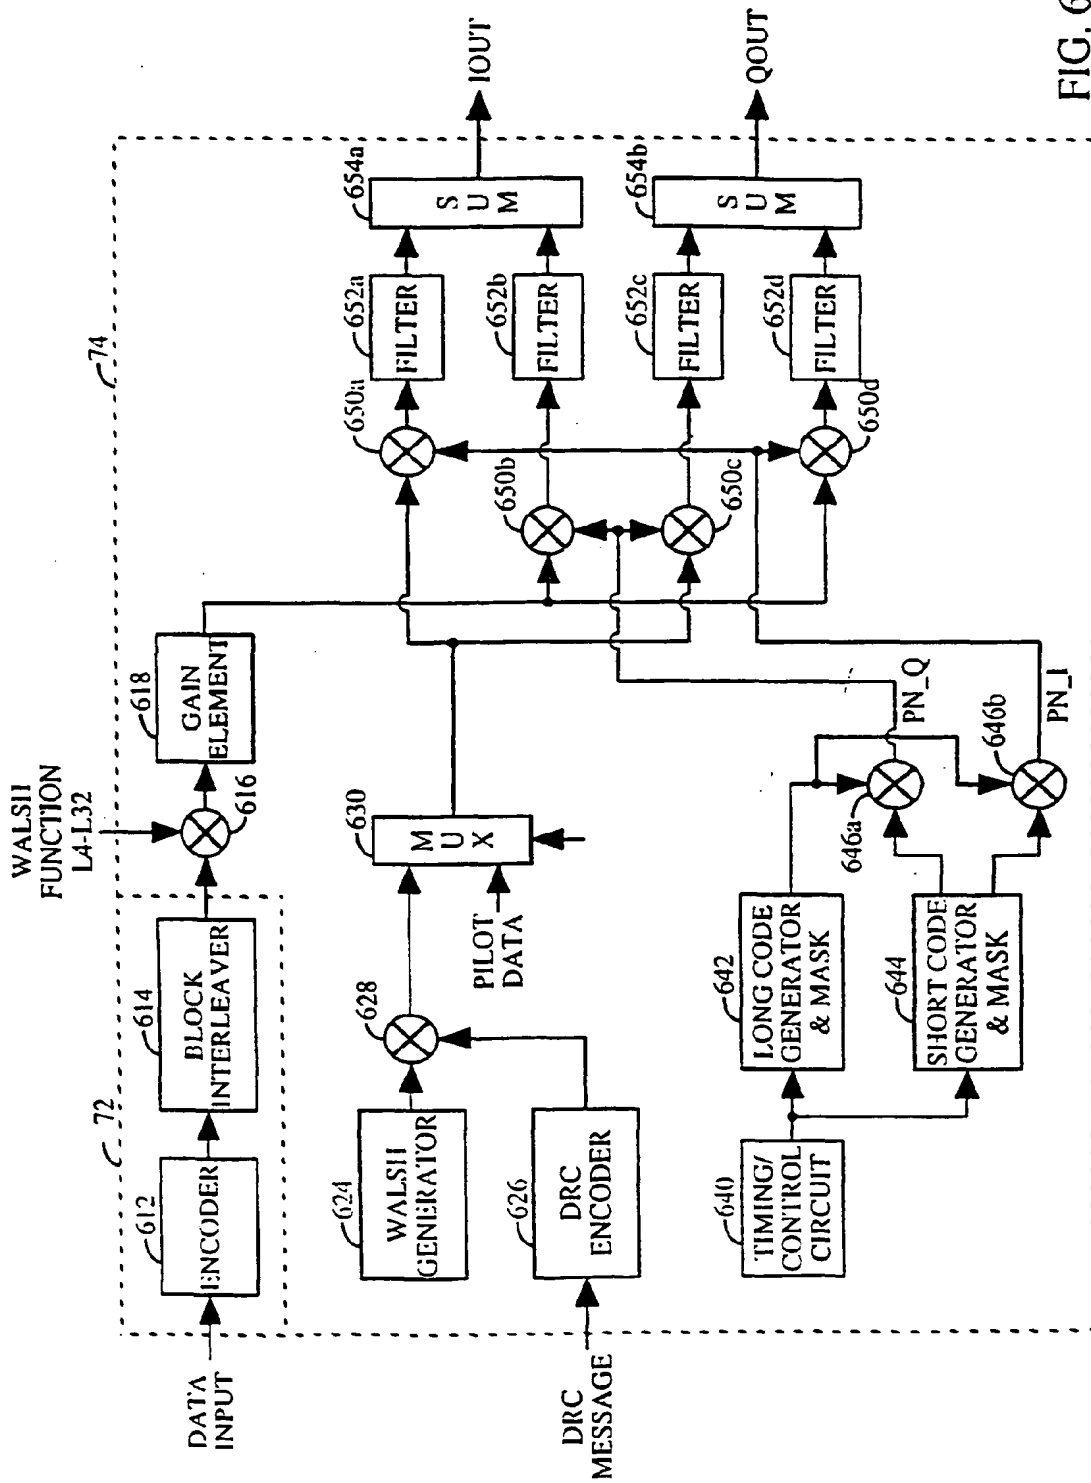 WALSH
FUNCTION
L4-L32
72
74
DATA
INPUT
612
ENCODER
614
BLOCK
INTERLEAVER
616
618
GAIN
ELEMENT
624
WALSH
GENERATOR
628
630
M
U
X
PILOT
DATA
DRC
MESSAGE
626
DRC
ENCODER
640
TIMING/
CONTROL
CIRCUIT
642
LONG CODE
GENERATOR
& MASK
644
SHORT CODE
GENERATOR
& MASK
646a
PN_Q
646b
PN_I
650a
650b
650c
650d
652a
FILTER
652b
FILTER
652c
FILTER
652d
FILTER
654a
S
U
M
IOUT
654b
S
U
M
QOUT
FIG. 6